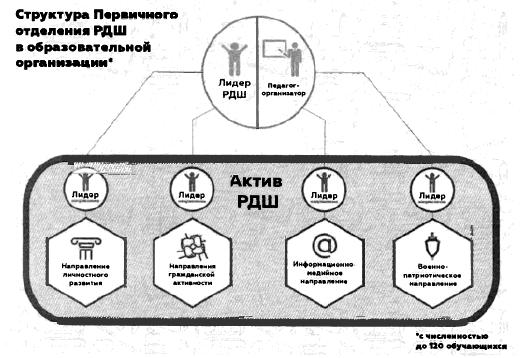 Структура Первичного
отделения РДШ
в образовательной
организации*
Лидер
РДШ
Педагог-
организатор
Актив
РДШ
Лидер
Лидер
Лидер
Лидер
Направление
личностного
развития
Направления
гражданской
активности
@
Информационно-
медийное
направление
Военно-
патриотическое
направление
*с численностью
до 120 обучающихся